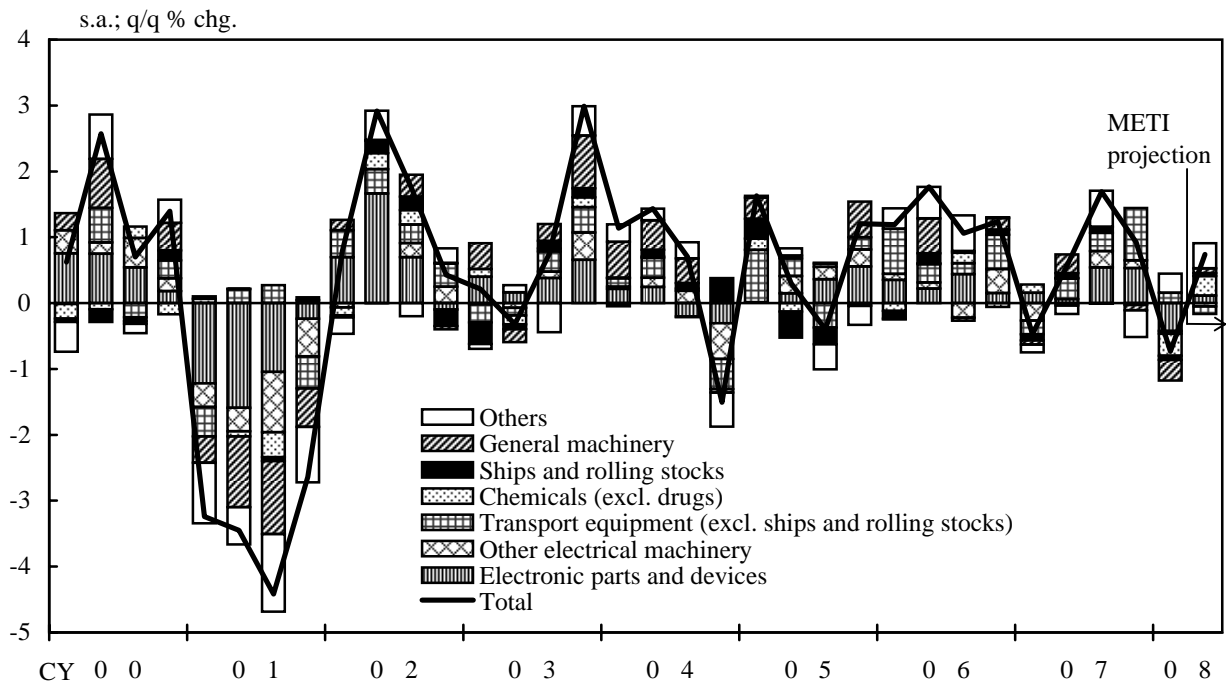 s.a.; q/q % chg.
4
3
2
1
0
-1
-2
-3
-4
-5
METI
projection
Others
General machinery
Ships and rolling stocks
Chemicals (excl. drugs)
Transport equipment (excl. ships and rolling stocks)
Other electrical machinery
Electronic parts and devices
Total
CY 0 0 0 1 0 2 0 3 0 4 0 5 0 6 0 7 0 8